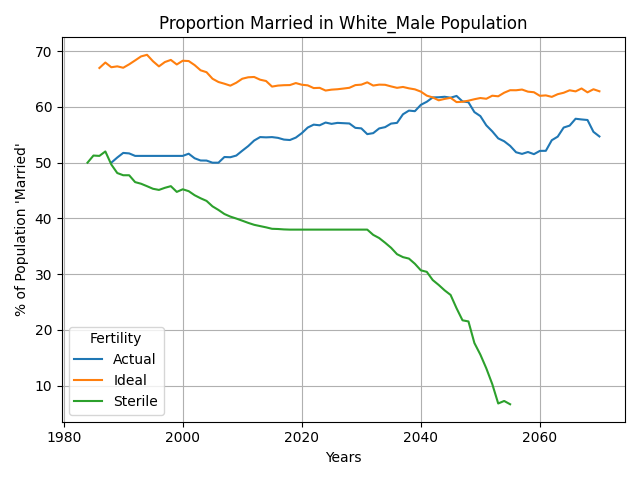 Proportion Married in White_Male Population
% of Population 'Married'
70
60
50
40
30
20
10
Fertility
Actual
Ideal
Sterile
1980
2000
2020
2040
2060
Years